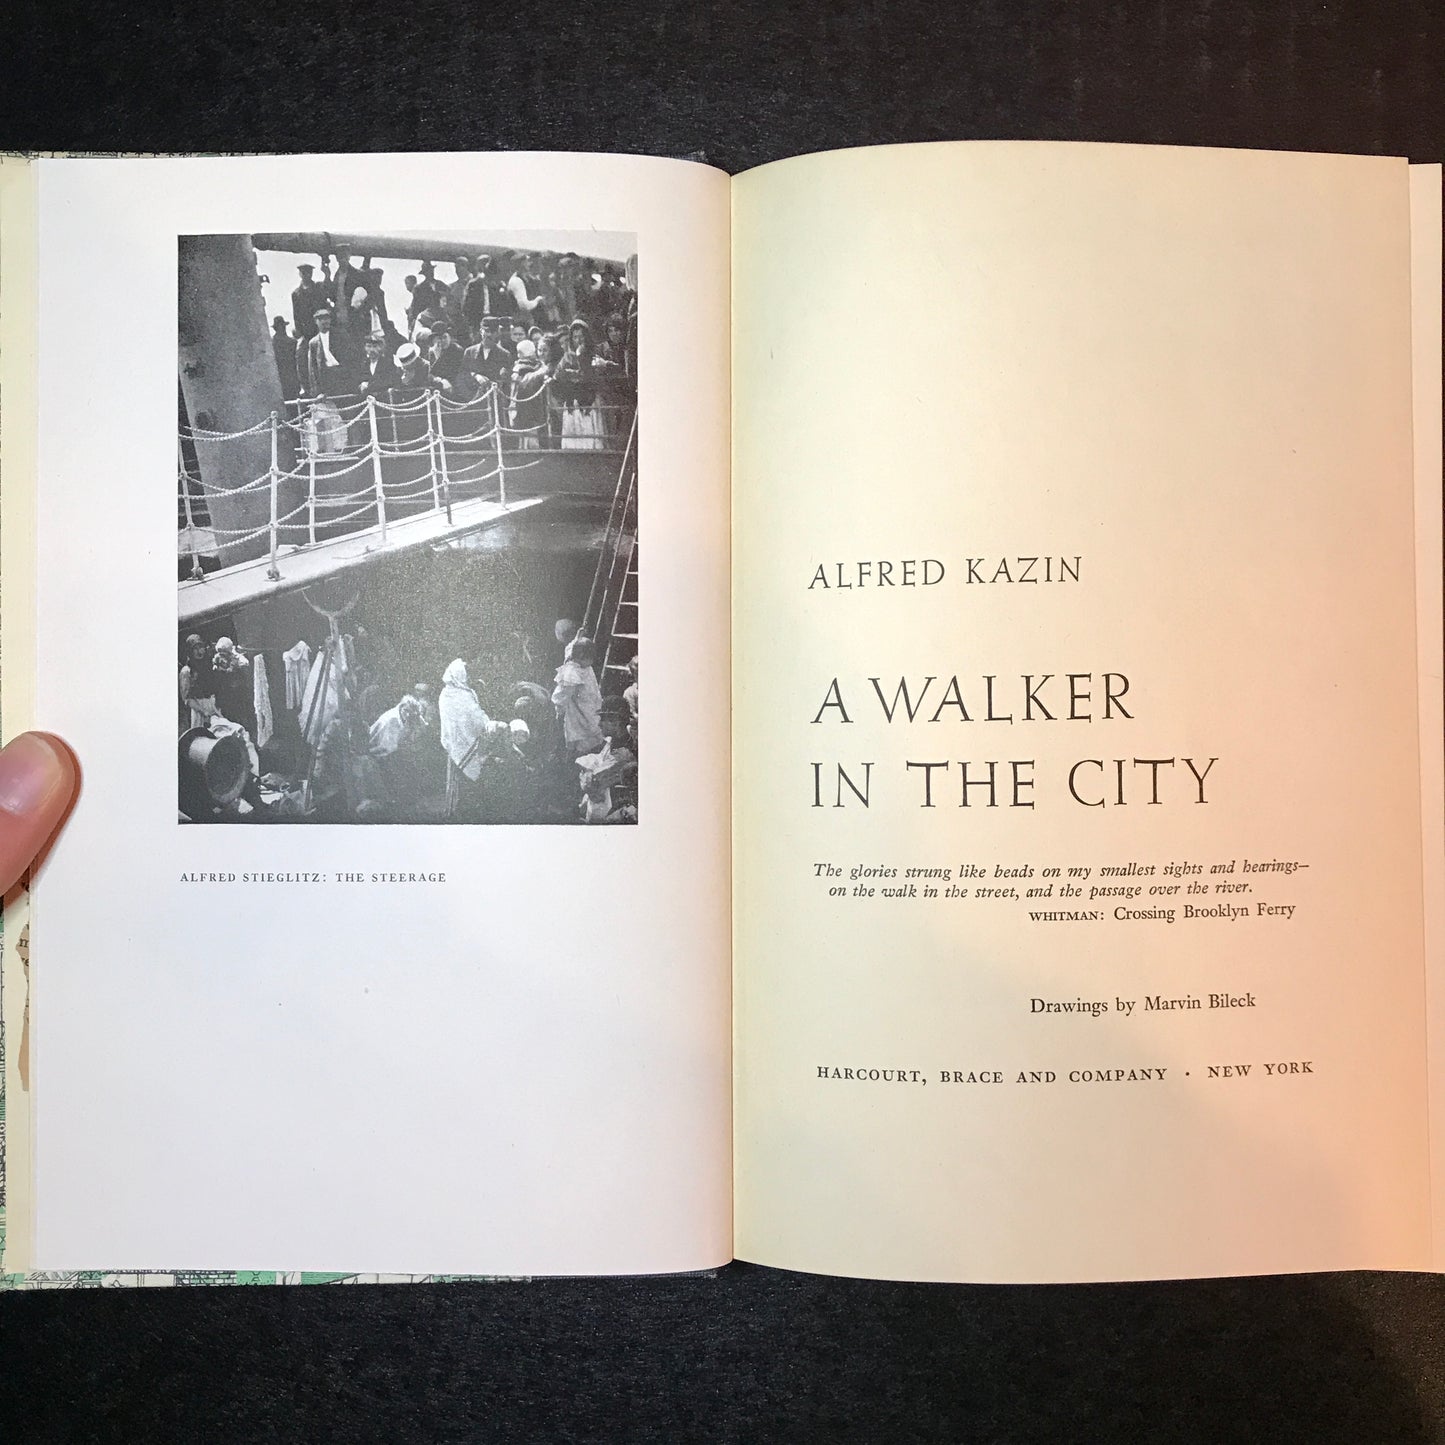 ALFRED STIEGLITZ: THE STEERAGE
ALFRED KAZIN
A WALKER
IN THE CITY
The glories strung like beads on my smallest sights and hearings—
on the walk in the street, and the passage over the river.
WHITMAN: Crossing Brooklyn Ferry
Drawings by Marvin Bileck
HARCOURT, BRACE AND COMPANY · NEW YORK